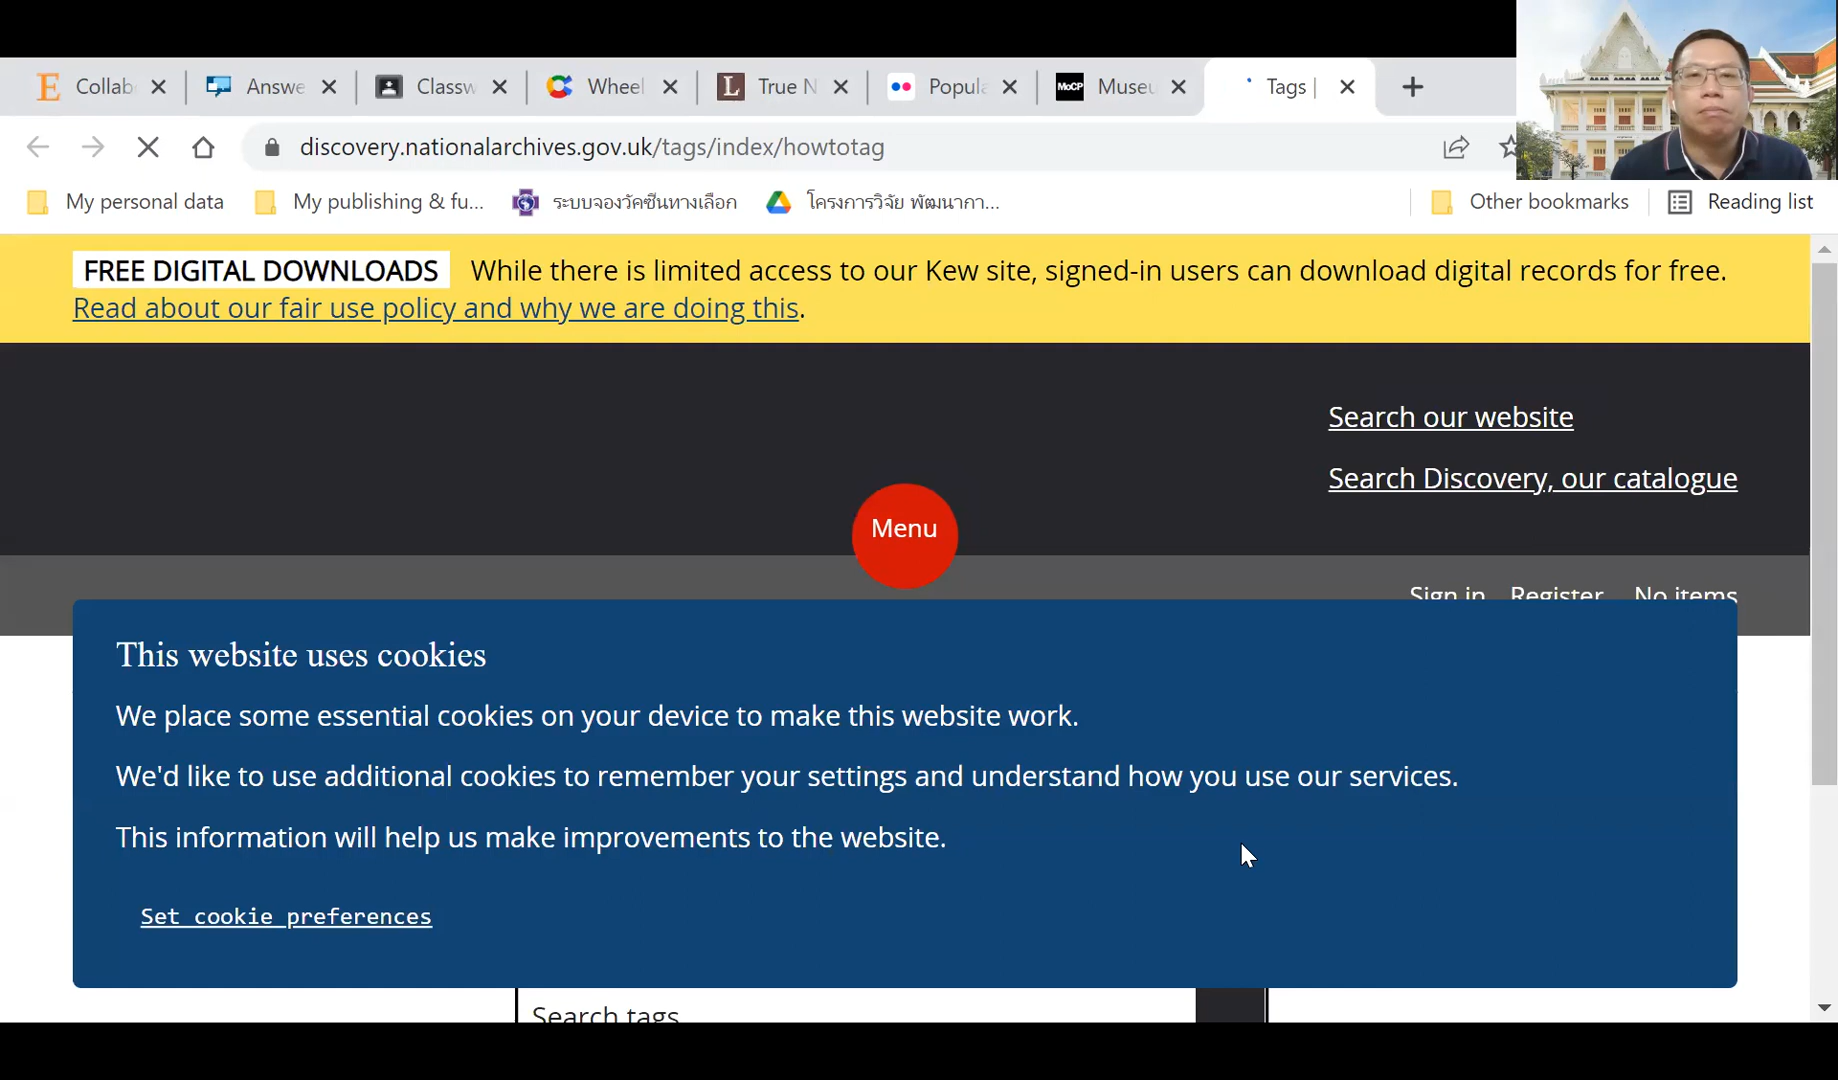 Collab Answe Classw Wheel True N Popula Museu Tags |
discovery.nationalarchives.gov.uk/tags/index/howtotag
My personal data My publishing & fu... ระบบจองวัคซีนทางเลือก โครงการวิจัย พัฒนากา... Other bookmarks Reading list
FREE DIGITAL DOWNLOADS While there is limited access to our Kew site, signed-in users can download digital records for free.
Read about our fair use policy and why we are doing this.
Search our website
Search Discovery, our catalogue
Menu
Sign in Register No items
This website uses cookies
We place some essential cookies on your device to make this website work.
We'd like to use additional cookies to remember your settings and understand how you use our services.
This information will help us make improvements to the website.
Set cookie preferences
Search tags